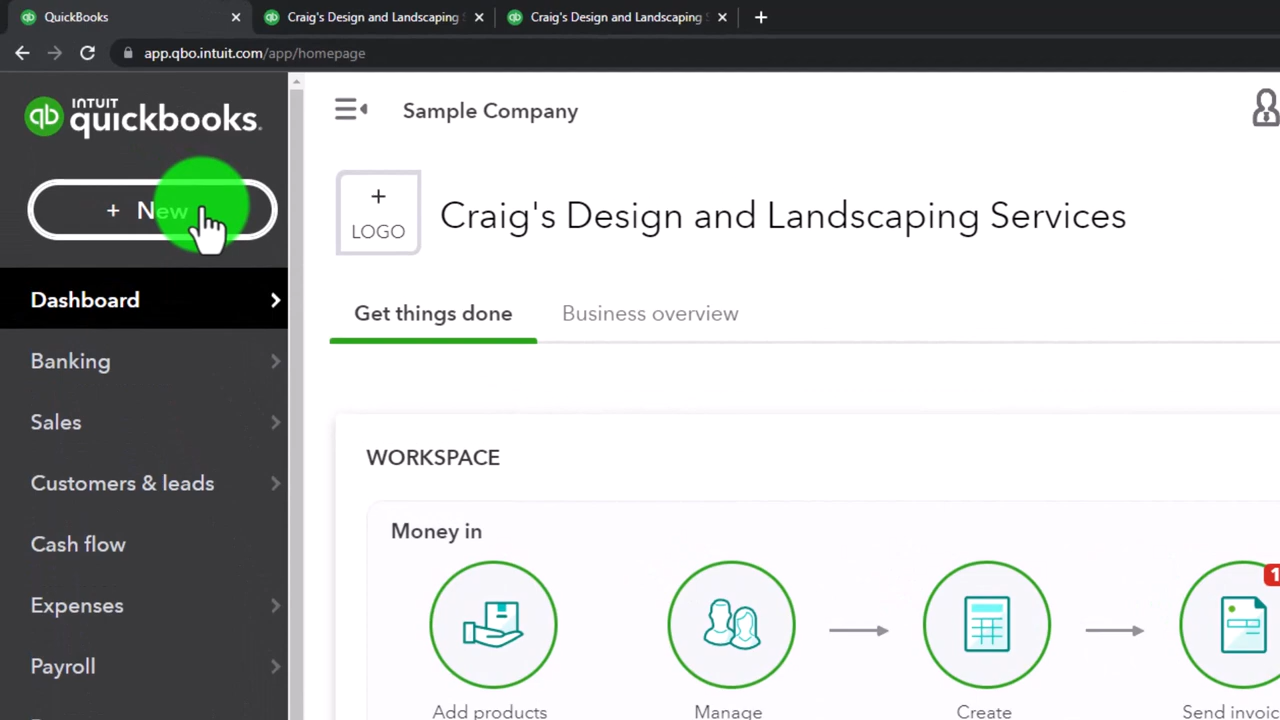 QuickBooks
Craig's Design and Landscaping
Craig's Design and Landscaping
app.qbo.intuit.com/app/homepage
INTUIT
quickbooks.
Sample Company
+ New
+
LOGO
Craig's Design and Landscaping Services
Dashboard
Get things done
Business overview
Banking
Sales
Customers & leads
WORKSPACE
Cash flow
Money in
Expenses
1
Payroll
Add products
Manage
Create
Send invoic